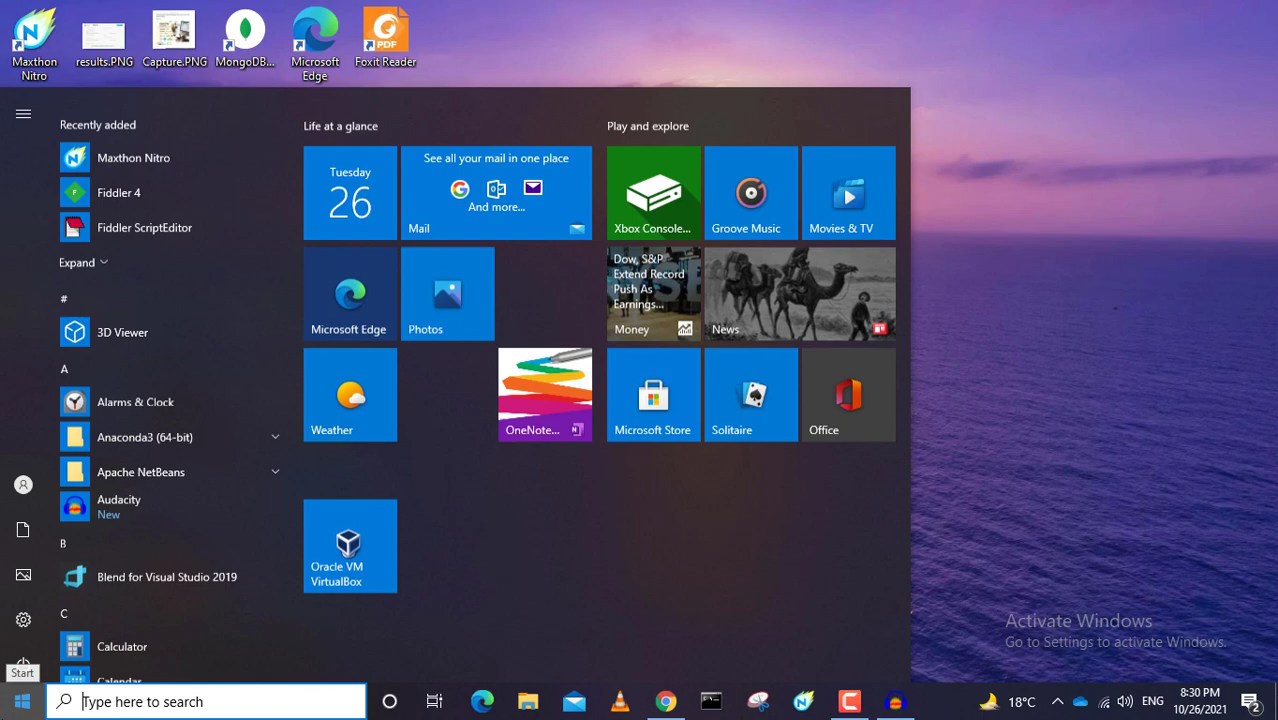 Maxthon
Nitro
results.PNG
Capture.PNG
MongoDB...
Microsoft
Edge
PDF
Foxit Reader
Recently added
Maxthon Nitro
Fiddler 4
Fiddler ScriptEditor
Expand
#
3D Viewer
A
Alarms & Clock
Anaconda3 (64-bit)
Apache NetBeans
Audacity
New
B
Blend for Visual Studio 2019
C
Calculator
Calendar
Life at a glance
Tuesday
26
See all your mail in one place
And more...
Mail
Microsoft Edge
Photos
Weather
OneNote...
Oracle VM
VirtualBox
Play and explore
Xbox Console...
Groove Music
Movies & TV
Dow, S&P
Extend Record
Push As
Earnings...
Money
News
Microsoft Store
Solitaire
Office
Activate Windows
Go to Settings to activate Windows.
Start
Type here to search
18°C
ENG
8:30 PM
10/26/2021
2